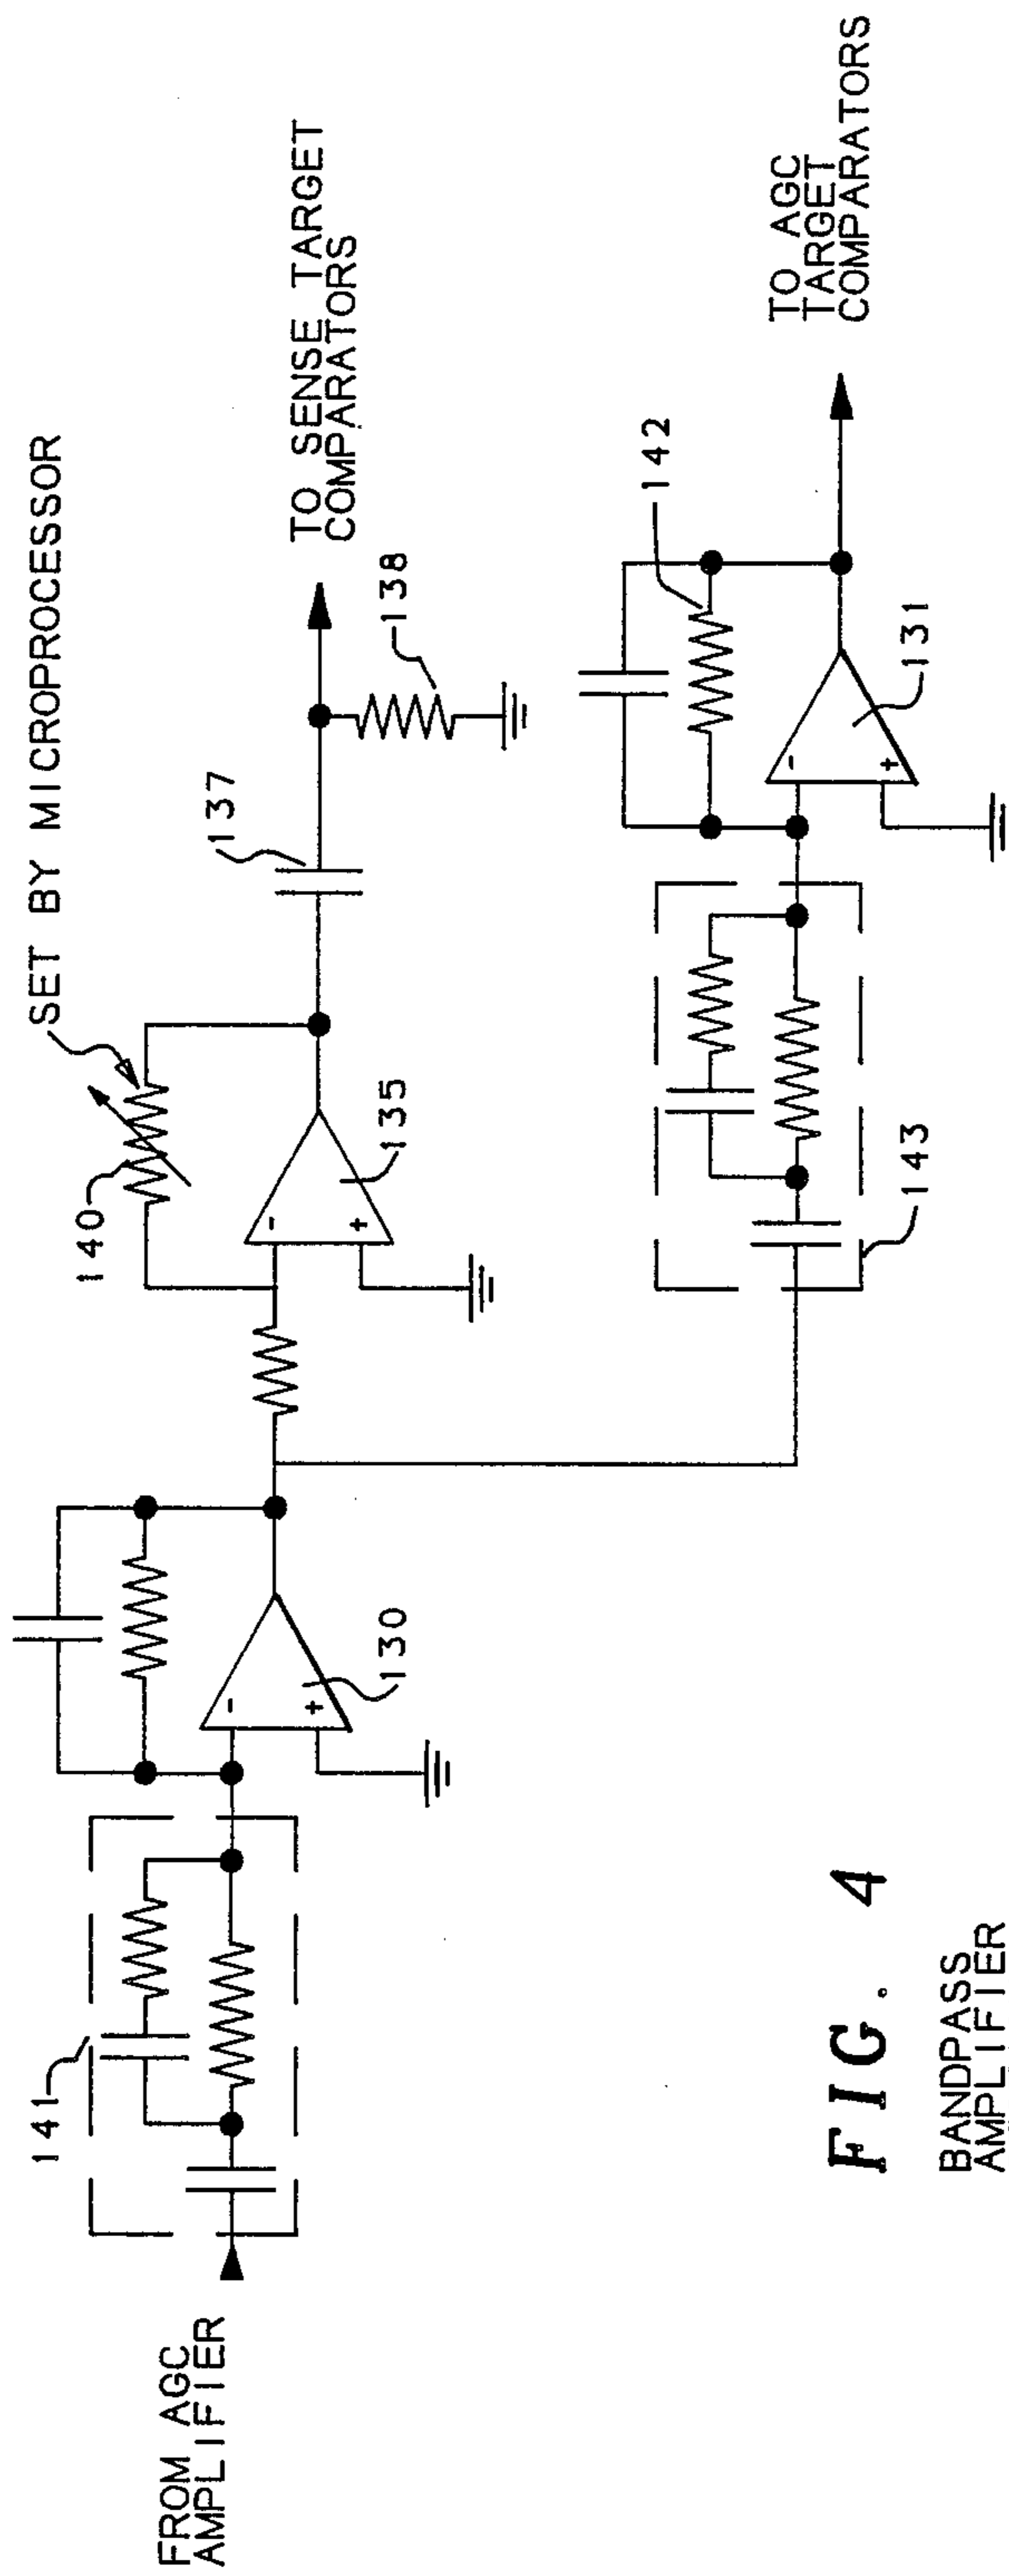 FROM AGC
AMPLIFIER
141
130
140
SET BY MICROPROCESSOR
135
137
138
TO SENSE TARGET
COMPARATORS
143
131
142
TO AGC
TARGET
COMPARATORS
-
+
-
+
-
+
FIG. 4
BANDPASS
AMPLIFIER